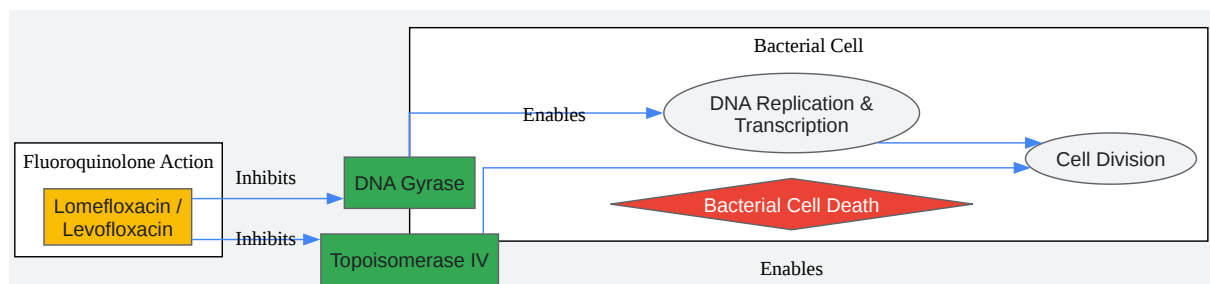 Bacterial Cell
DNA Replication &
Transcription
Enables
Cell Division
Fluoroquinolone Action
Inhibits
DNA Gyrase
Lomefloxacin /
Levofloxacin
Bacterial Cell Death
Inhibits
Topoisomerase IV
Enables